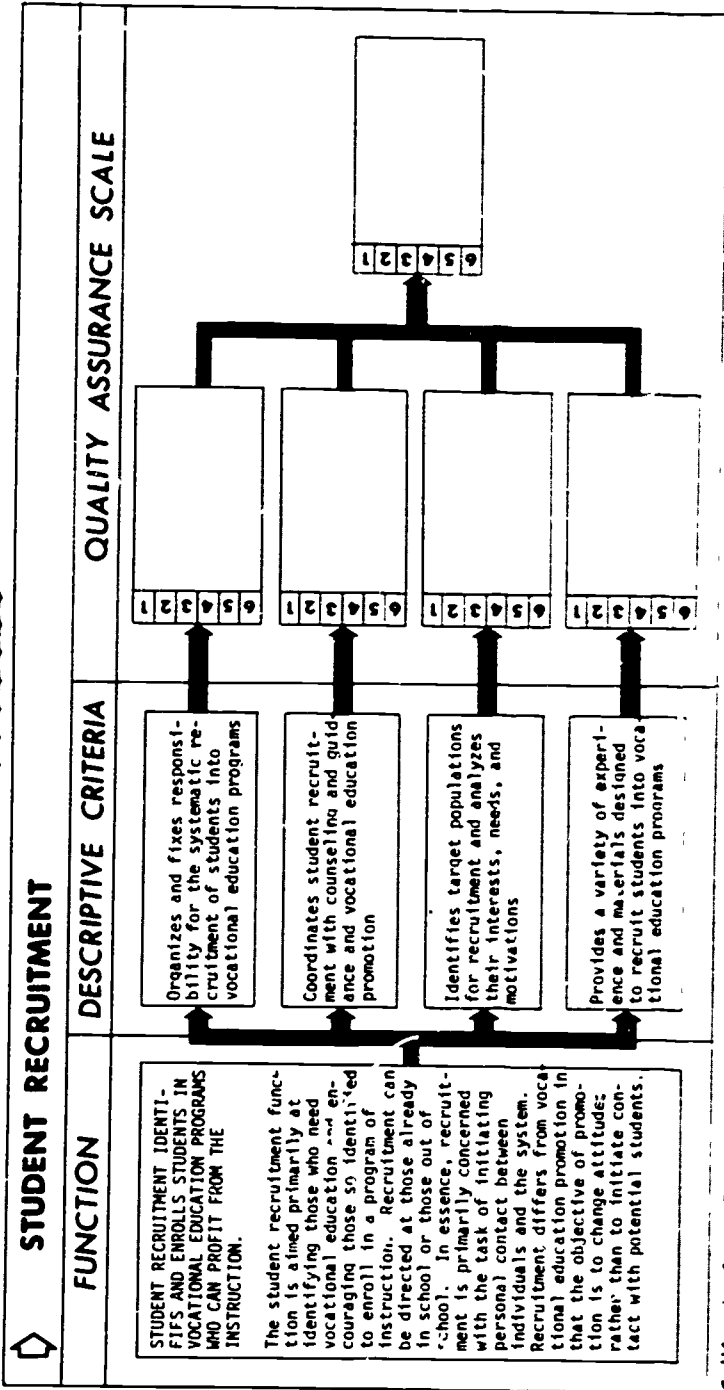 STUDENT RECRUITMENT
FUNCTION
DESCRIPTIVE CRITERIA
QUALITY ASSURANCE SCALE
STUDENT RECRUITMENT IDENTI-
FIFS AND ENROLLS STUDENTS IN
VOCATIONAL EDUCATION PROGRAMS
WHO CAN PROFIT FROM THE
INSTRUCTION.
The student recruitment func-
tion is aimed primarily at
identifying those who need
vocational education and en-
couraging those so identified
to enroll in a program of
instruction. Recruitment can
be directed at those already
in school or those out of
school. In essence, recruit-
ment is primarily concerned
with the task of initiating
personal contact between
individuals and the system.
Recruitment differs from voca-
tional education promotion in
that the objective of promo-
tion is to change attitudes
rather than to initiate con-
tact with potential students.
Organizes and fixes responsi-
bility for the systematic re-
cruitment of students into
vocational education programs
Coordinates student recruit-
ment with counseling and guid-
ance and vocational education
promotion
Identifies target populations
for recruitment and analyzes
their interests, needs, and
motivations
Provides a variety of experi-
ence and materials designed
to recruit students into voca-
tional education programs
1 2 3 4 5 6
1 2 3 4 5 6
1 2 3 4 5 6
1 2 3 4 5 6
1 2 3 4 5 6